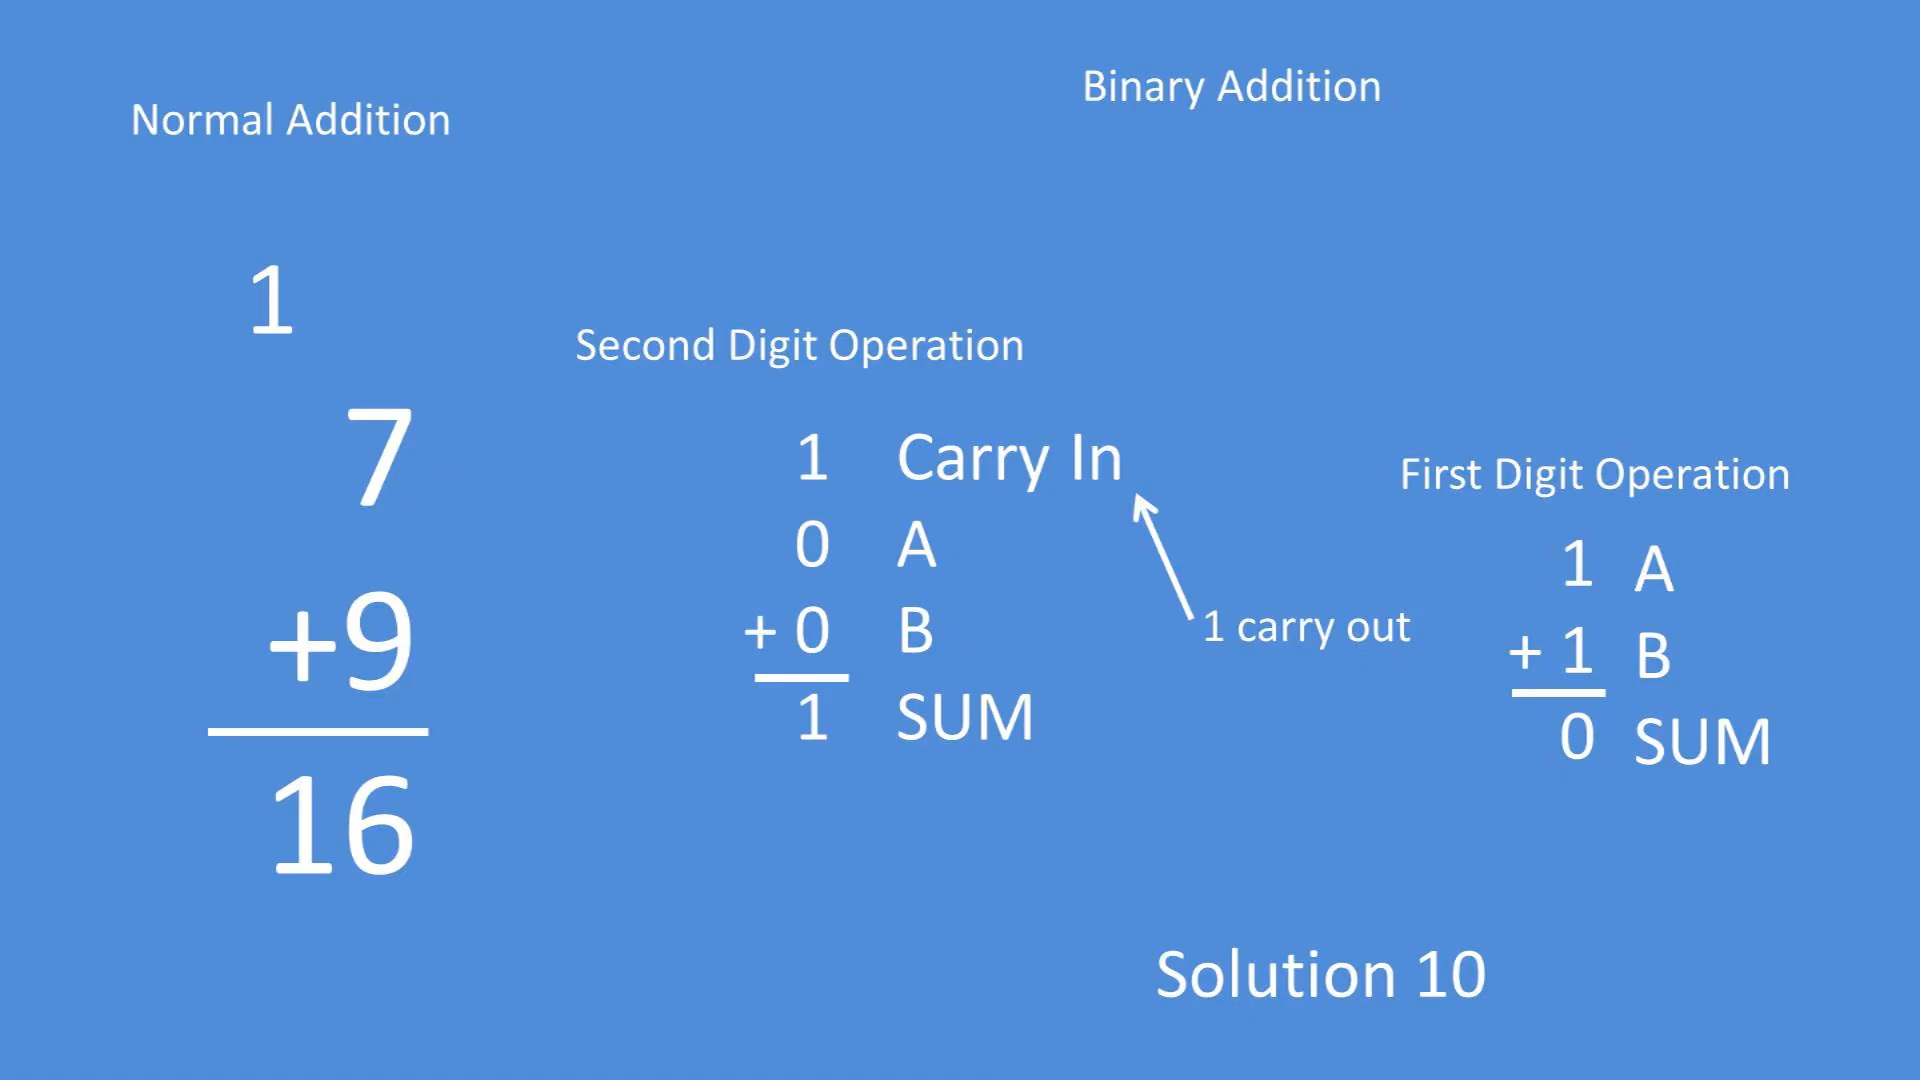 Normal Addition
1
7
+9
16
Binary Addition
Second Digit Operation
1 Carry In
0 A
+ 0 B
1 SUM
1 carry out
First Digit Operation
1 A
+ 1 B
0 SUM
Solution 10